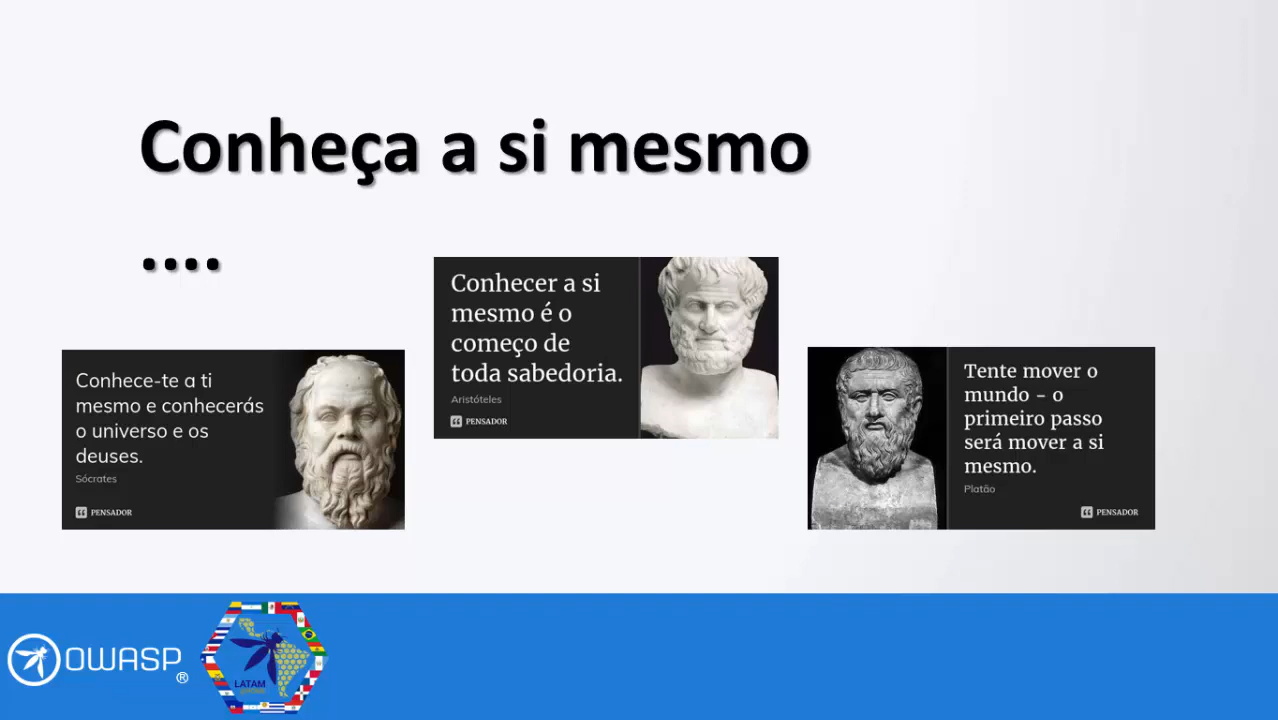 Conheça a si mesmo
....
Conhece-te a ti
mesmo e conhecerás
o universo e os
deuses.
Sócrates
PENSADOR
Conhecer a si
mesmo é o
começo de
toda sabedoria.
Aristóteles
PENSADOR
Tente mover o
mundo - o
primeiro passo
será mover a si
mesmo.
Platão
PENSADOR
OWASP®
LATAM